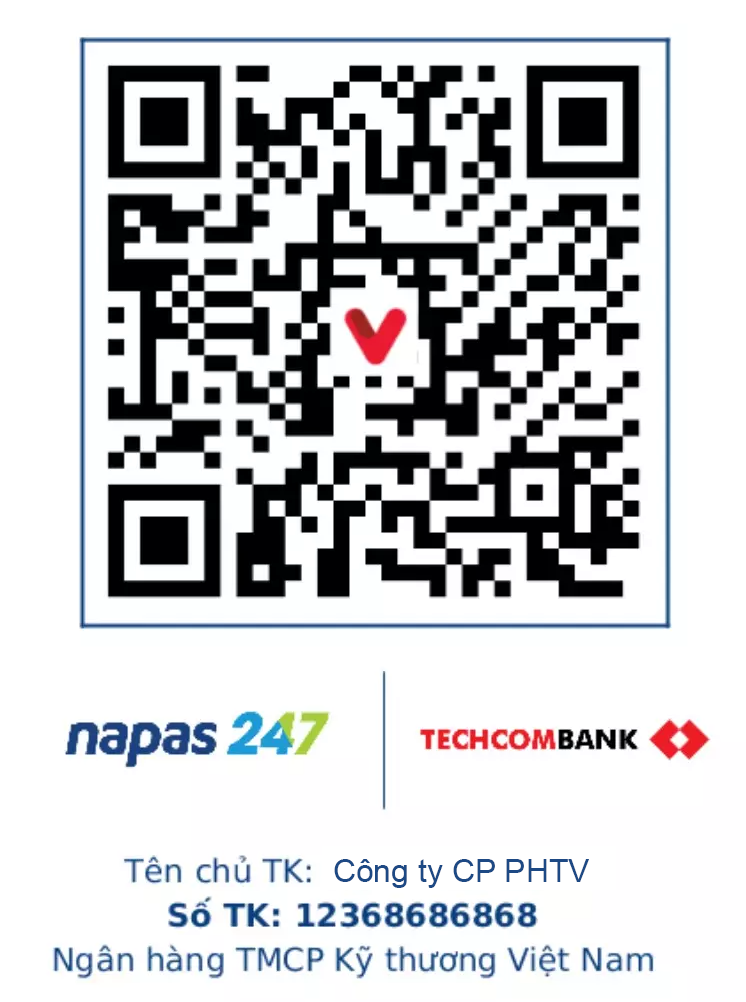 napas 247
TECHCOMBANK
Tên chủ TK: Công ty CP PHTV
Số TK: 12368686868
Ngân hàng TMCP Kỹ thương Việt Nam